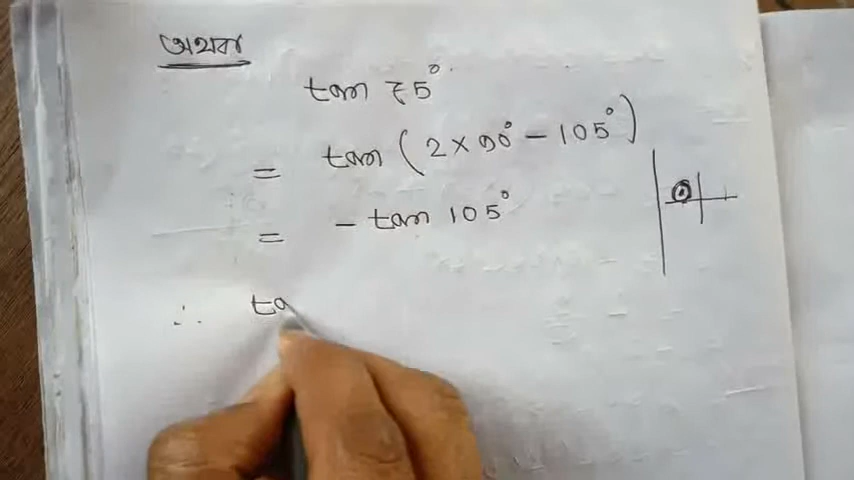 অথবা
tan 75°
= tan (2 × 90° − 105°)
= − tan 105°
∴ ta